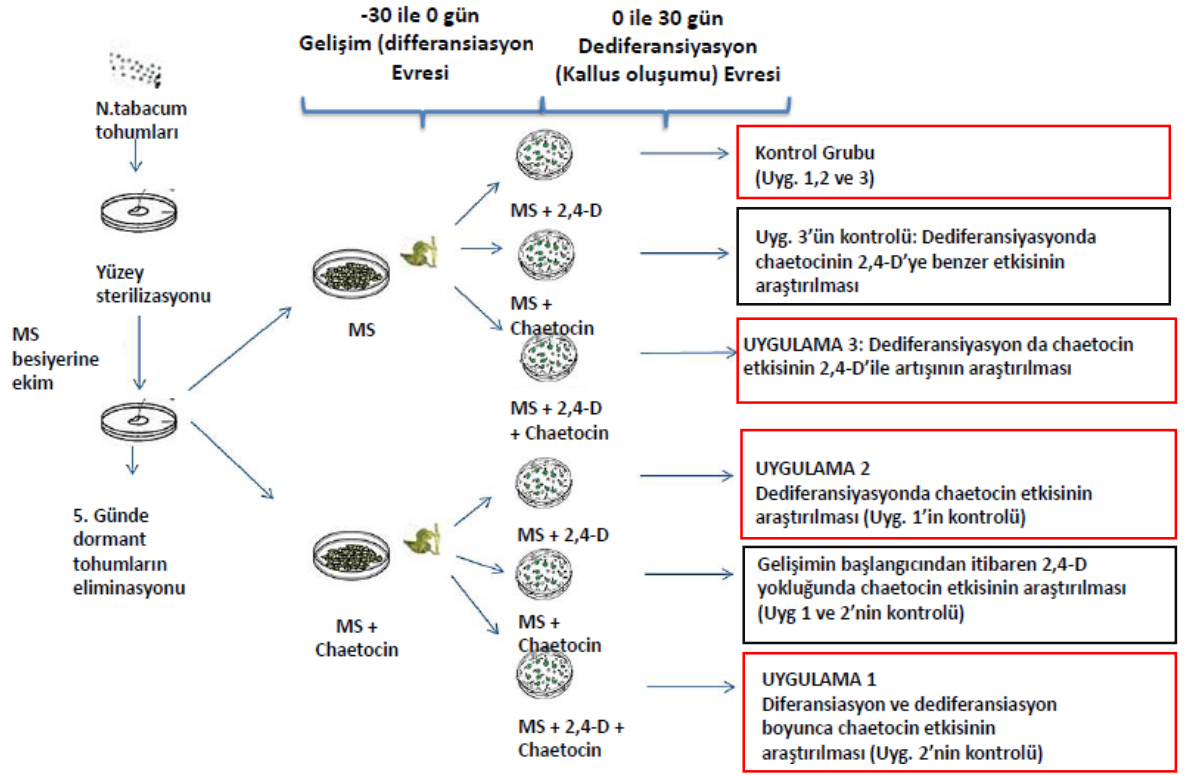 -30 ile 0 gün
Gelişim (differansiasyon
Evresi
0 ile 30 gün
Dediferansiyasyon
(Kallus oluşumu) Evresi
N.tabacum
tohumları
Yüzey
sterilizasyonu
MS
besiyerine
ekim
5. Günde
dormant
tohumların
eliminasyonu
MS
MS +
Chaetocin
MS + 2,4-D
MS +
Chaetocin
MS + 2,4-D
+ Chaetocin
MS + 2,4-D
MS +
Chaetocin
MS + 2,4-D +
Chaetocin
Kontrol Grubu
(Uyg. 1,2 ve 3)
Uyg. 3’ün kontrolü: Dediferansiyasyonda
chaetocinin 2,4-D’ye benzer etkisinin
araştırılması
UYGULAMA 3: Dediferansiyasyon da chaetocin
etkisinin 2,4-D’ile artışının araştırılması
UYGULAMA 2
Dediferansiyasyonda chaetocin etkisinin
araştırılması (Uyg. 1’in kontrolü)
Gelişimin başlangıcından itibaren 2,4-D
yokluğunda chaetocin etkisinin araştırılması
(Uyg 1 ve 2’nin kontrolü)
UYGULAMA 1
Diferansiasyon ve dediferansiasyon
boyunca chaetocin etkisinin
araştırılması (Uyg. 2’nin kontrolü)